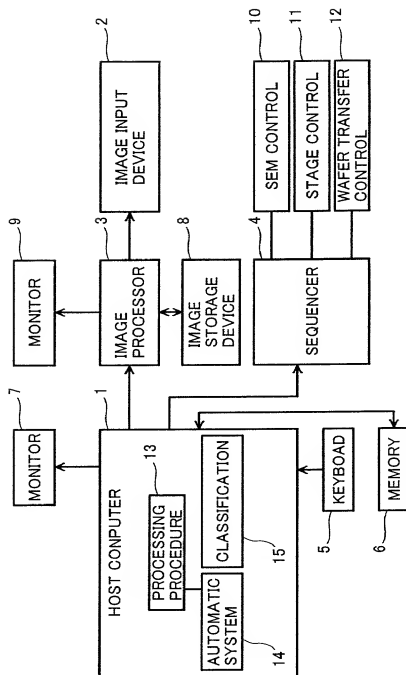 7
MONITOR
9
MONITOR
1
HOST CONPUTER
3
IMAGE
PROCESSOR
2
IMAGE INPUT
DEVICE
13
PROCESSING
PROCEDURE
8
IMAGE
STORAGE
DEVICE
AUTOMATIC
SYSTEM
14
CLASSIFICATION
15
4
SEQUENCER
10
SEM CONTROL
11
STAGE CONTROL
12
WAFER TRANSFER
CONTROL
KEYBOAD
5
MEMORY
6